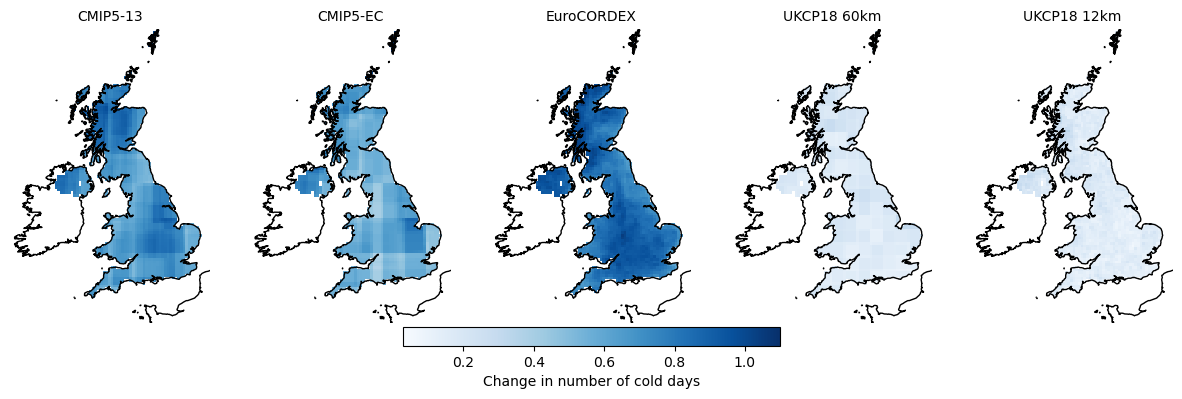 CMIP5-13 CMIP5-EC EuroCORDEX UKCP18 60km UKCP18 12km
0.2 0.4 0.6 0.8 1.0
Change in number of cold days